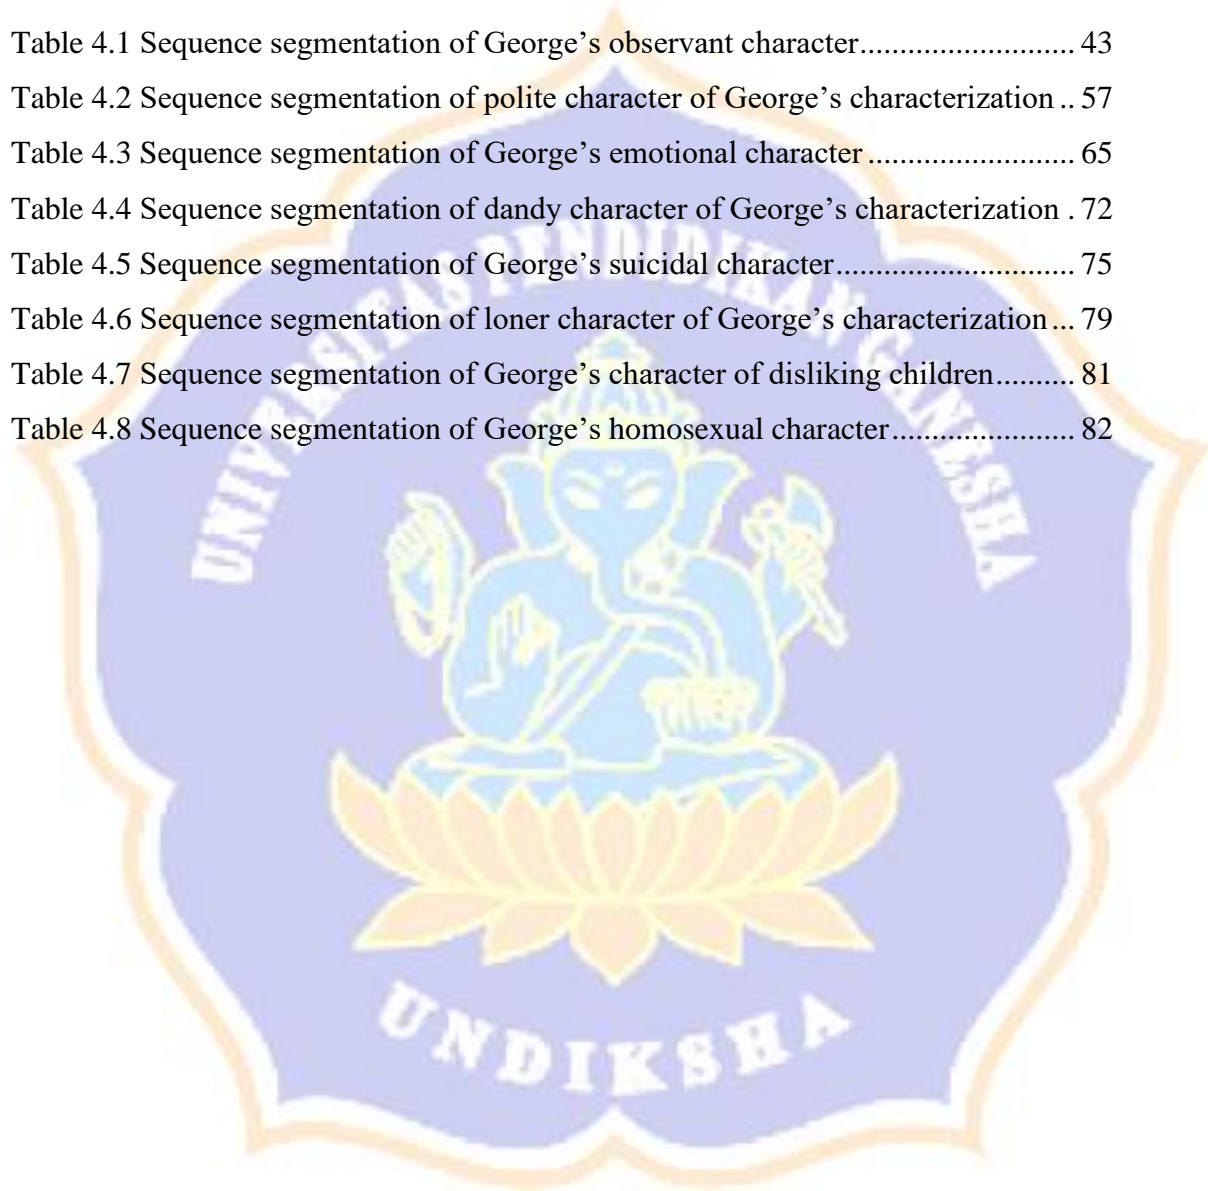 Table 4.1 Sequence segmentation of George’s observant character........................... 43
Table 4.2 Sequence segmentation of polite character of George’s characterization .. 57
Table 4.3 Sequence segmentation of George’s emotional character .......................... 65
Table 4.4 Sequence segmentation of dandy character of George’s characterization . 72
Table 4.5 Sequence segmentation of George’s suicidal character.............................. 75
Table 4.6 Sequence segmentation of loner character of George’s characterization ... 79
Table 4.7 Sequence segmentation of George’s character of disliking children.......... 81
Table 4.8 Sequence segmentation of George’s homosexual character....................... 82
UNIVERSITAS PENDIDIKAN GANESHA
UNDIKSHA